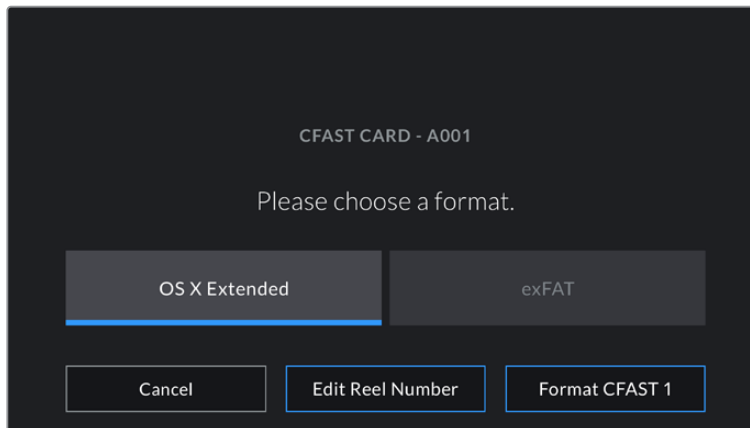 CFAST CARD - A001
Please choose a format.
OS X Extended exFAT
Cancel Edit Reel Number Format CFAST 1